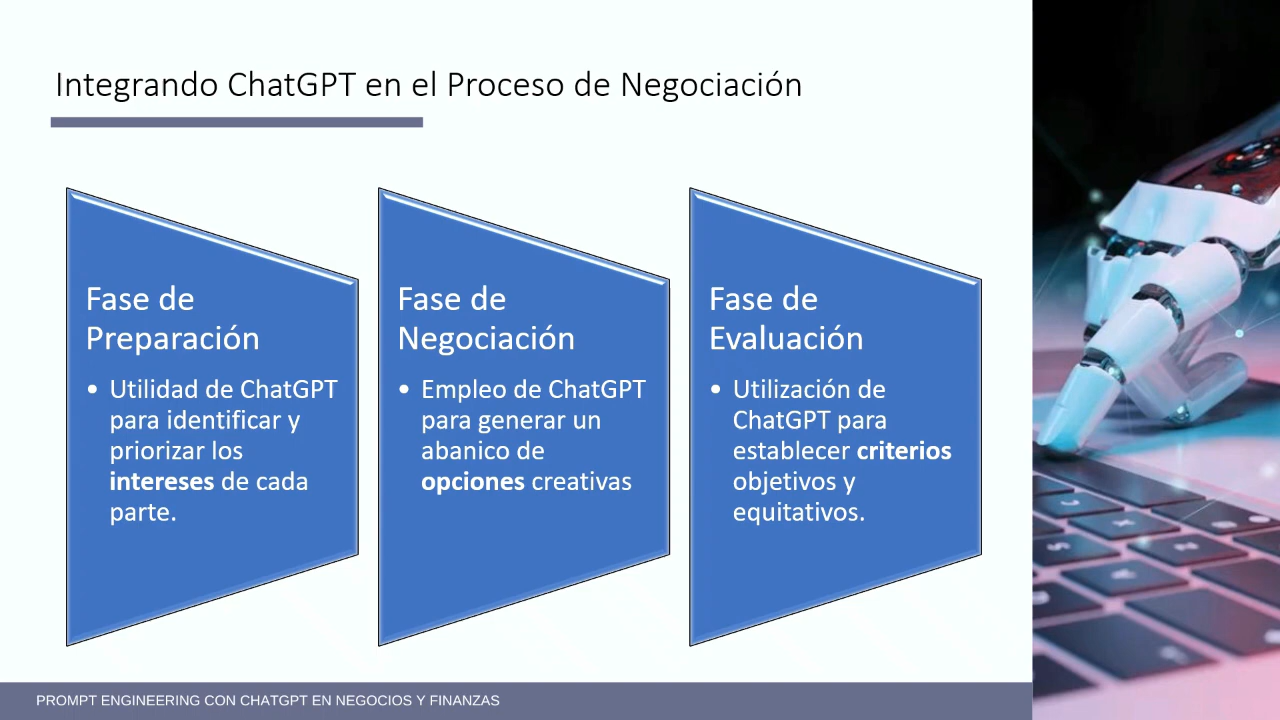 Integrando ChatGPT en el Proceso de Negociación
Fase de
Preparación
• Utilidad de ChatGPT
para identificar y
priorizar los
intereses de cada
parte.
Fase de
Negociación
• Empleo de ChatGPT
para generar un
abanico de
opciones creativas
Fase de
Evaluación
• Utilización de
ChatGPT para
establecer criterios
objetivos y
equitativos.
PROMPT ENGINEERING CON CHATGPT EN NEGOCIOS Y FINANZAS